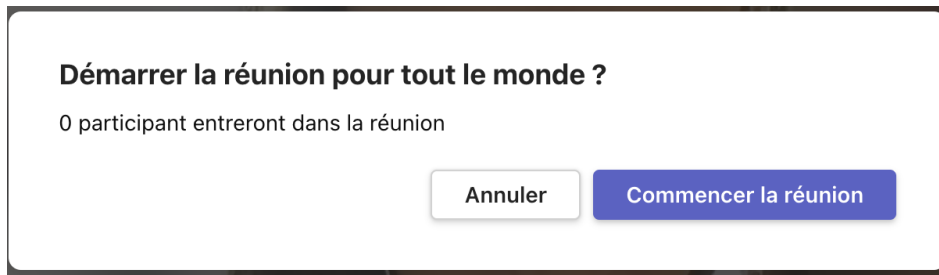 Démarrer la réunion pour tout le monde ?
0 participant entreront dans la réunion
Annuler
Commencer la réunion